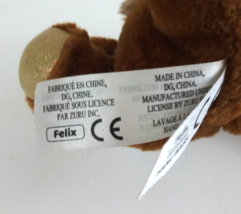 FABRIQUÉ EN CHINE,
DG, CHINE.
FABRIQUÉ SOUS LICENCE
PAR ZURU INC.
Felix
CE
MADE IN CHINA,
DG, CHINA.
MANUFACTURED UNDER
LICENSE BY ZURU
LAVAGE À LA
HAND